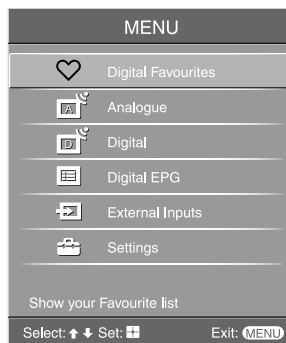 MENU
Digital Favourites
A Analogue
D Digital
Digital EPG
External Inputs
Settings
Show your Favourite list
Select: Set: Exit: MENU